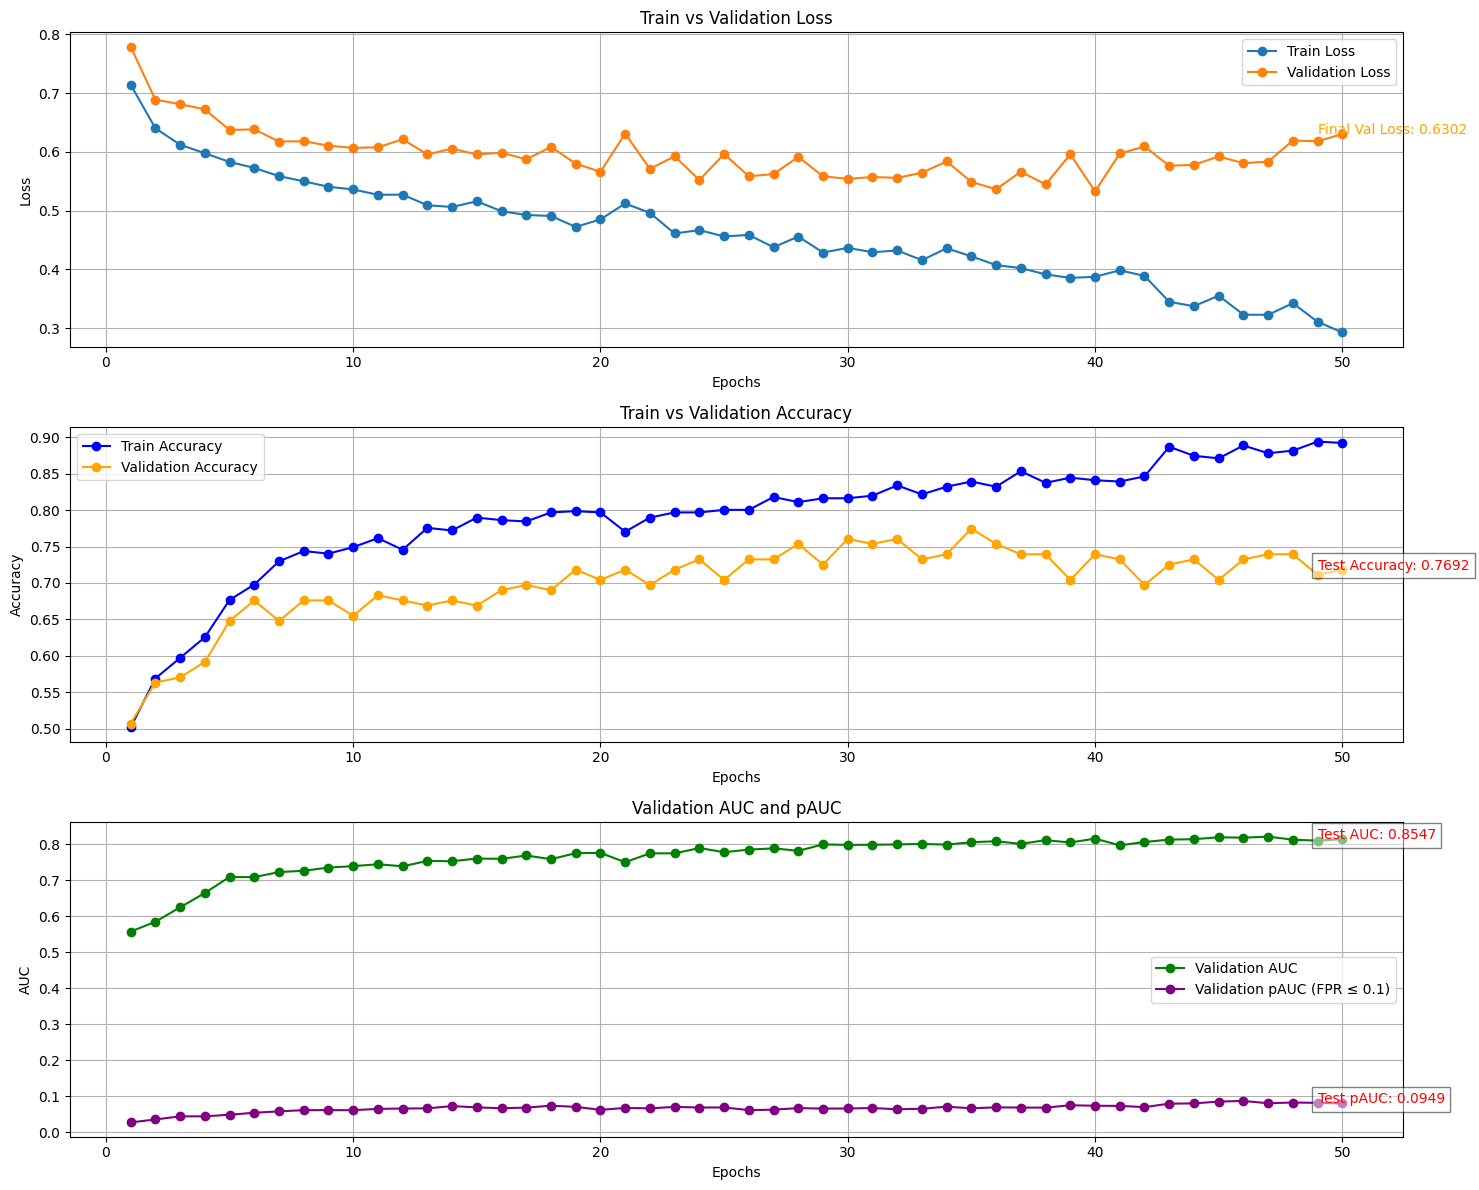 Train vs Validation Loss
0.8
0.7
0.6
0.5
0.4
0.3
Loss
Train Loss
Validation Loss
Final Val Loss: 0.6302
0 10 20 30 40 50
Epochs
Train vs Validation Accuracy
0.90
0.85
0.80
0.75
0.70
0.65
0.60
0.55
0.50
Accuracy
Train Accuracy
Validation Accuracy
Test Accuracy: 0.7692
0 10 20 30 40 50
Epochs
Validation AUC and pAUC
0.8
0.7
0.6
0.5
0.4
0.3
0.2
0.1
0.0
AUC
Test AUC: 0.8547
Validation AUC
Validation pAUC (FPR ≤ 0.1)
Test pAUC: 0.0949
0 10 20 30 40 50
Epochs